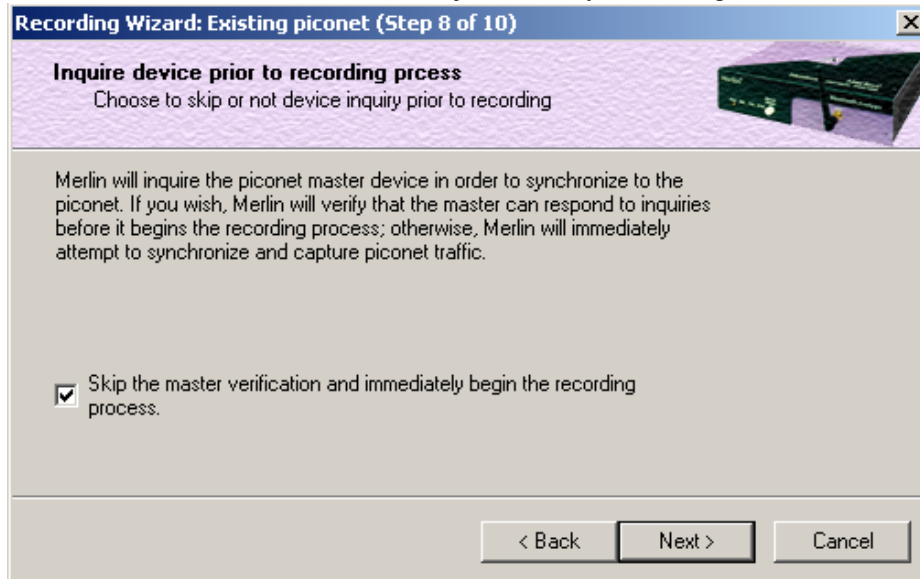 Recording Wizard: Existing piconet (Step 8 of 10)
Inquire device prior to recording prcess
Choose to skip or not device inquiry prior to recording
Merlin will inquire the piconet master device in order to synchronize to the
piconet. If you wish, Merlin will verify that the master can respond to inquiries
before it begins the recording process; otherwise, Merlin will immediately
attempt to synchronize and capture piconet traffic.
Skip the master verification and immediately begin the recording
process.
< Back
Next >
Cancel